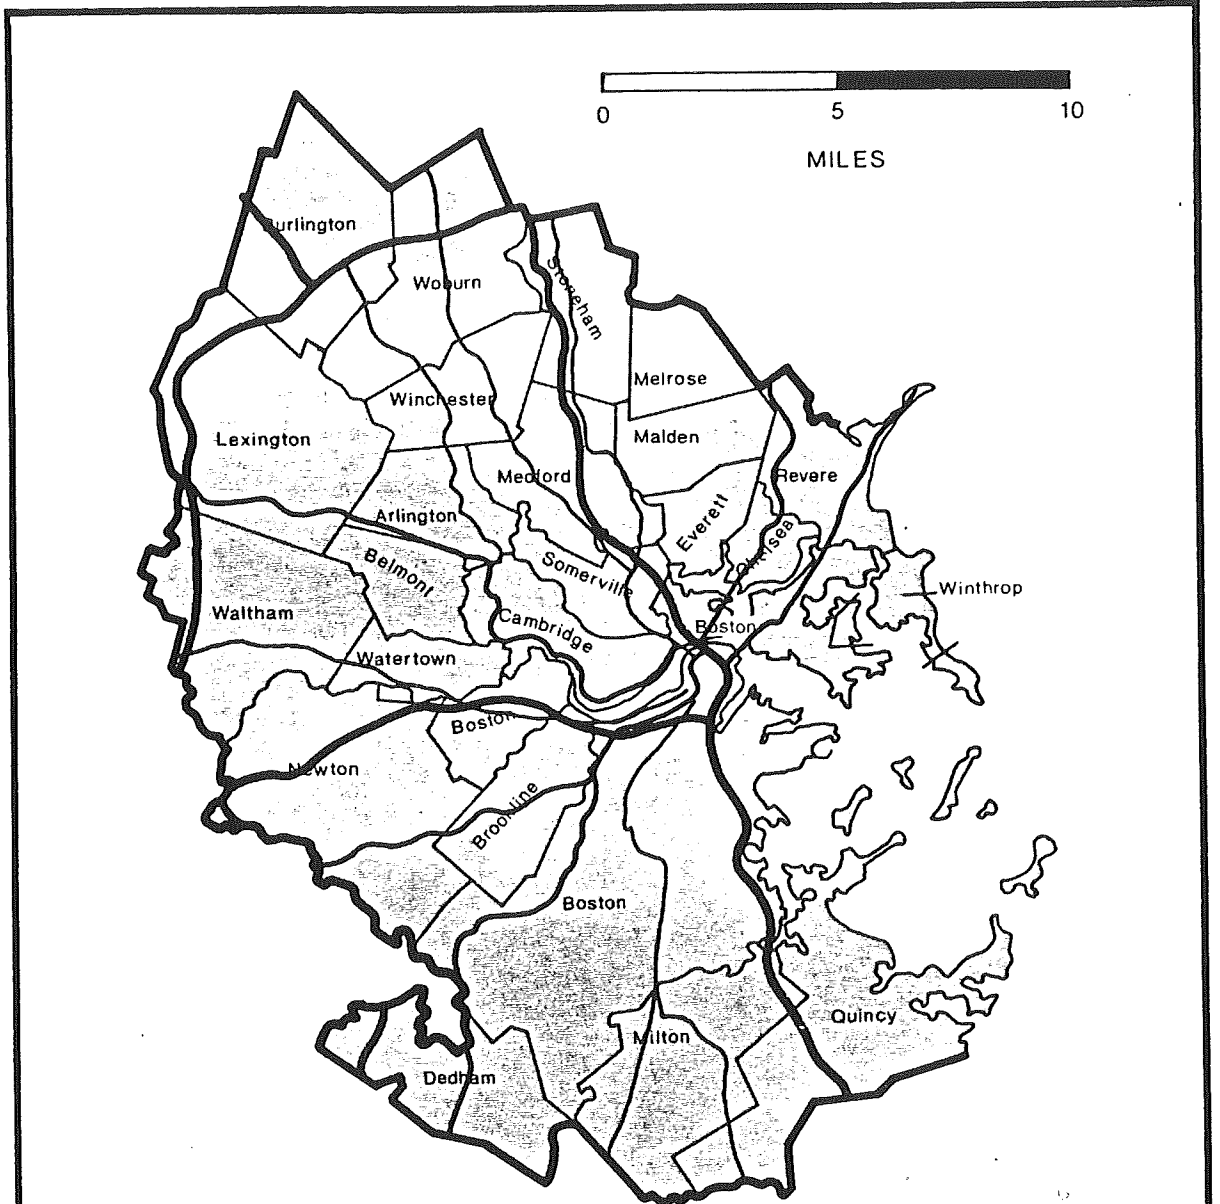 0 5 10
MILES
Burlington
Woburn
Stoneham
Melrose
Winchester
Malden
Lexington
Medford
Revere
Arlington
Everett
Chelsea
Belmont
Somerville
Winthrop
Waltham
Cambridge
Boston
Watertown
Boston
Newton
Brookline
Boston
Quincy
Milton
Dedham